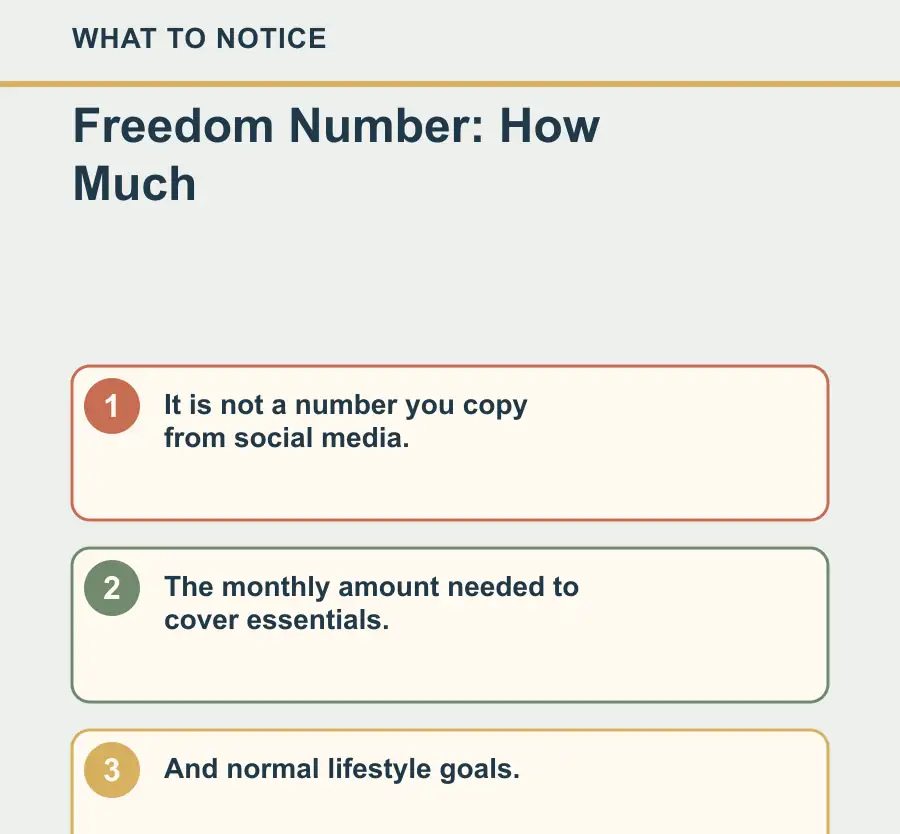 WHAT TO NOTICE
Freedom Number: How
Much
1
It is not a number you copy
from social media.
2
The monthly amount needed to
cover essentials.
3
And normal lifestyle goals.